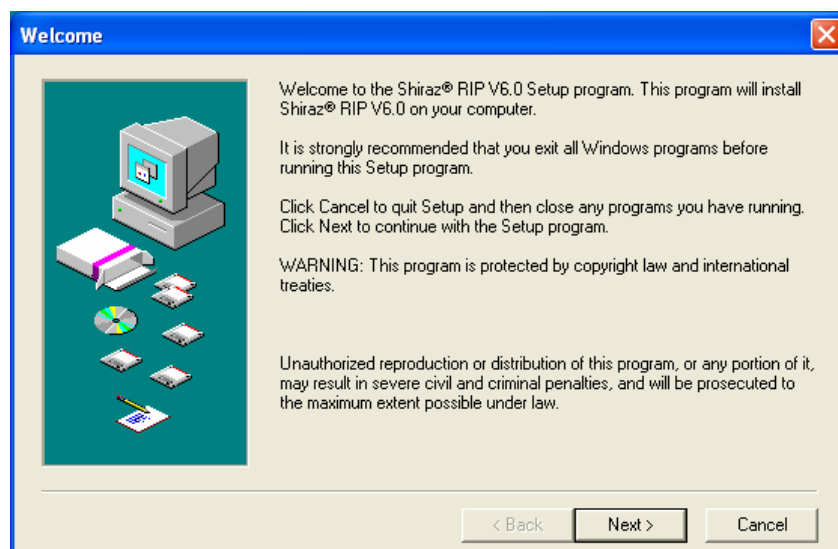 Welcome
Welcome to the Shiraz® RIP V6.0 Setup program. This program will install
Shiraz® RIP V6.0 on your computer.
It is strongly recommended that you exit all Windows programs before
running this Setup program.
Click Cancel to quit Setup and then close any programs you have running.
Click Next to continue with the Setup program.
WARNING: This program is protected by copyright law and international
treaties.
Unauthorized reproduction or distribution of this program, or any portion of it,
may result in severe civil and criminal penalties, and will be prosecuted to
the maximum extent possible under law.
< Back Next > Cancel